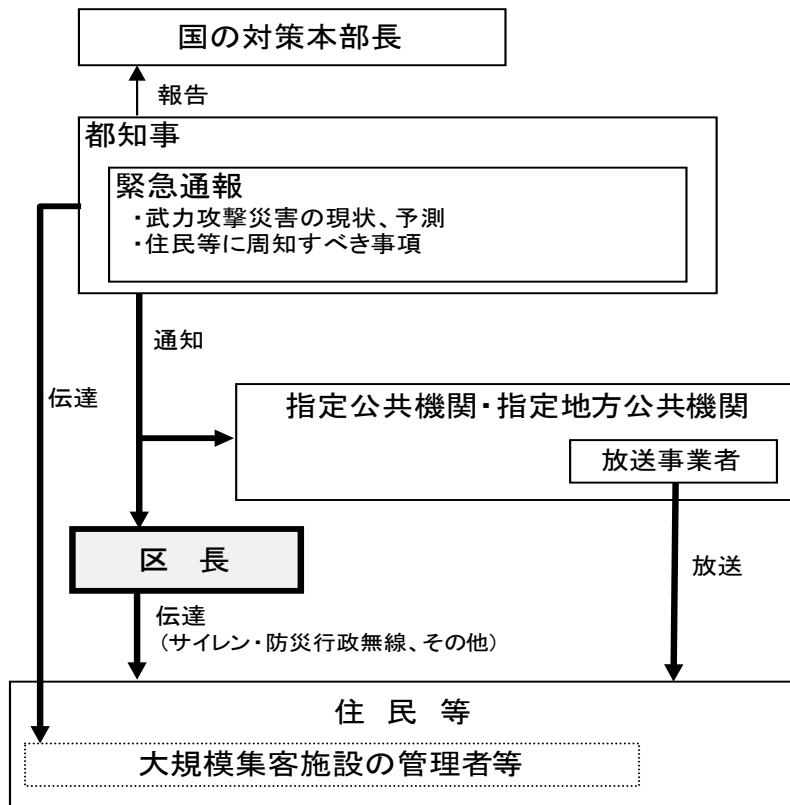 国の対策本部長
報告
都知事
緊急通報
・武力攻撃災害の現状、予測
・住民等に周知すべき事項
通知
伝達
指定公共機関・指定地方公共機関
放送事業者
区　長
放送
伝達
（サイレン・防災行政無線、その他）
住　民　等
大規模集客施設の管理者等